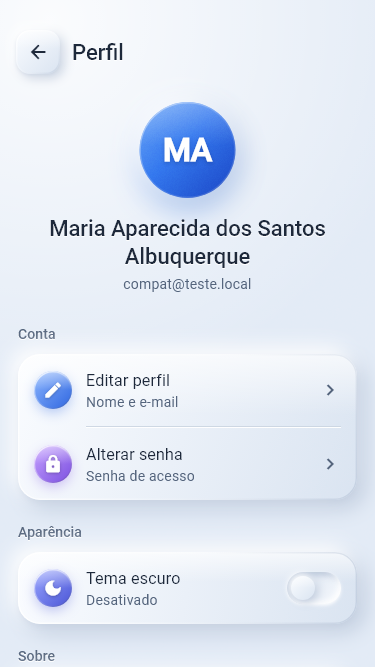 Perfil
MA
Maria Aparecida dos Santos
Albuquerque
compat@teste.local
Conta
Editar perfil
Nome e e-mail
Alterar senha
Senha de acesso
Aparência
Tema escuro
Desativado
Sobre